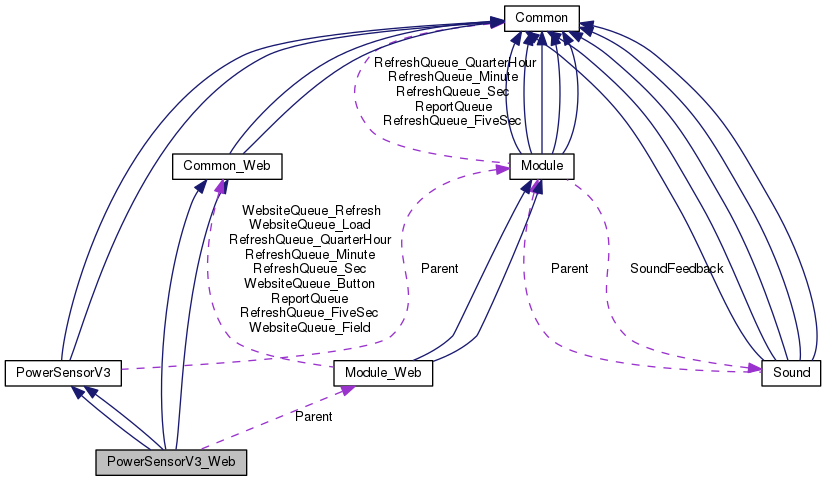 Common
RefreshQueue_QuarterHour
RefreshQueue_Minute
RefreshQueue_Sec
ReportQueue
RefreshQueue_FiveSec
Common_Web
Module
WebsiteQueue_Refresh
WebsiteQueue_Load
RefreshQueue_QuarterHour
RefreshQueue_Minute
RefreshQueue_Sec
WebsiteQueue_Button
ReportQueue
RefreshQueue_FiveSec
WebsiteQueue_Field
Parent
Parent
SoundFeedback
PowerSensorV3
Module_Web
Sound
Parent
PowerSensorV3_Web